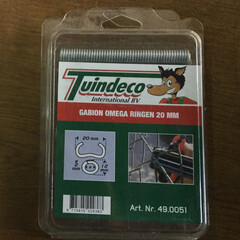 Tuindeco
International BV
GABION OMEGA RINGEN 20 MM
20 mm
Art. Nr. 49.0051